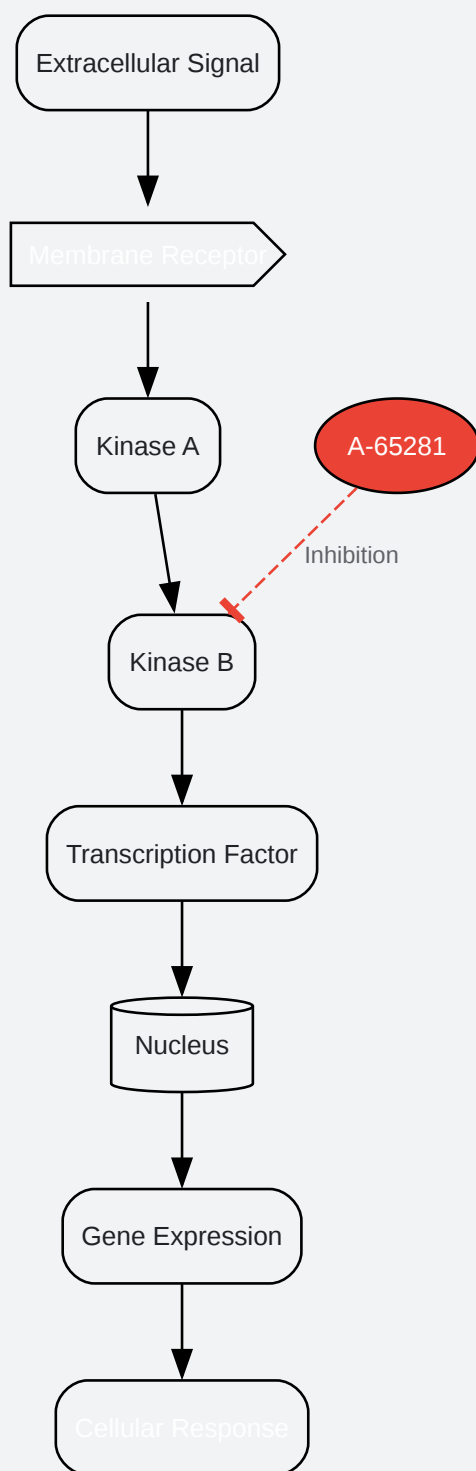 Extracellular Signal
Membrane Receptor
Kinase A
A-65281
Inhibition
Kinase B
Transcription Factor
Nucleus
Gene Expression
Cellular Response